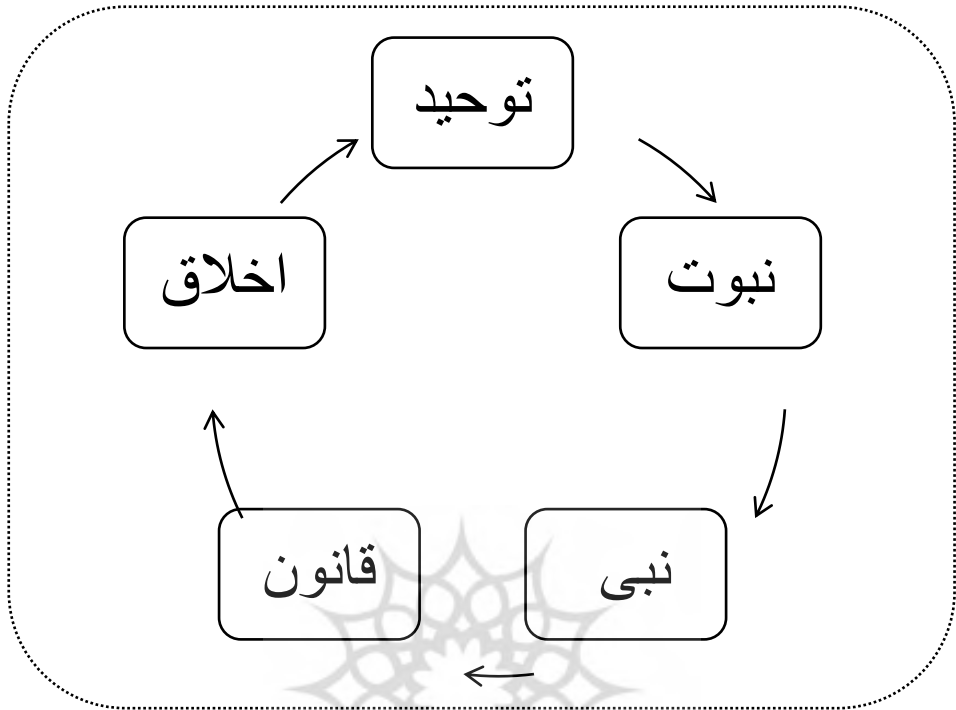 توحید
نبوت
نبی
قانون
اخلاق